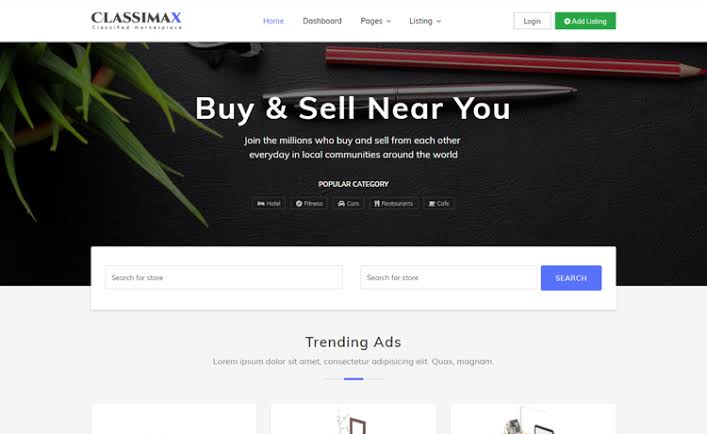 CLASSIMAX
Classified Marketplace
Home
Dashboard
Pages
Listing
Login
Add Listing
Buy & Sell Near You
Join the millions who buy and sell from each other
everyday in local communities around the world
POPULAR CATEGORY
Hotel
Fitness
Cars
Restaurants
Cafe
Search for store
Search for store
SEARCH
Trending Ads
Lorem ipsum dolor sit amet, consectetur adipisicing elit. Quas, magnam.